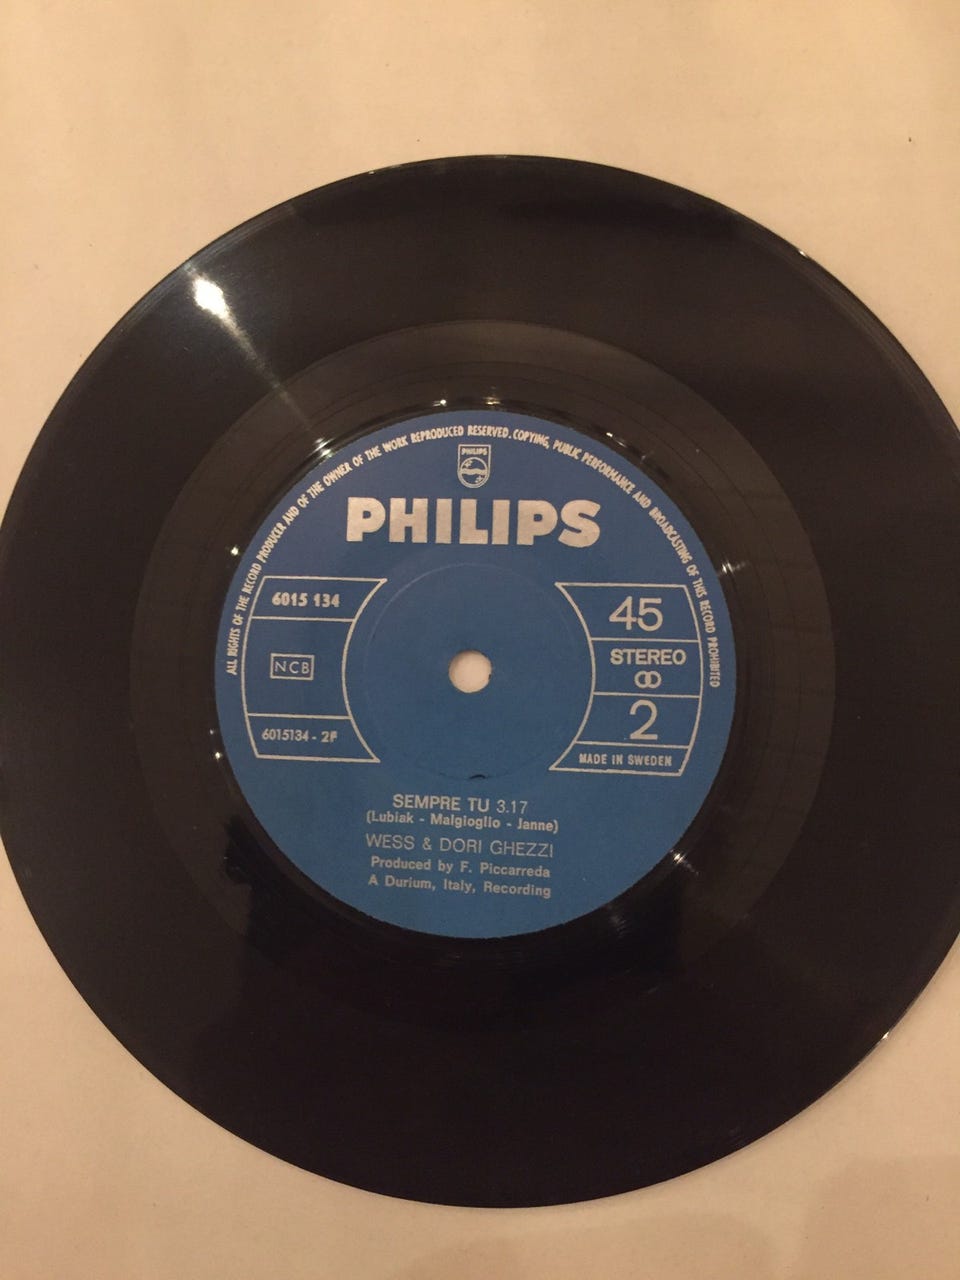 ALL RIGHTS OF THE RECORD PRODUCER AND OF THE OWNER OF THE WORK REPRODUCED RESERVED. COPYING, PUBLIC PERFORMANCE AND BROADCASTING OF THIS RECORD PROHIBITED
PHILIPS
PHILIPS
6015 134
NCB
6015134 - 2F
45
STEREO
2
MADE IN SWEDEN
SEMPRE TU 3.17
(Lubiak - Malgioglio - Janne)
WESS & DORI GHEZZI
Produced by F. Piccarreda
A Durium, Italy, Recording